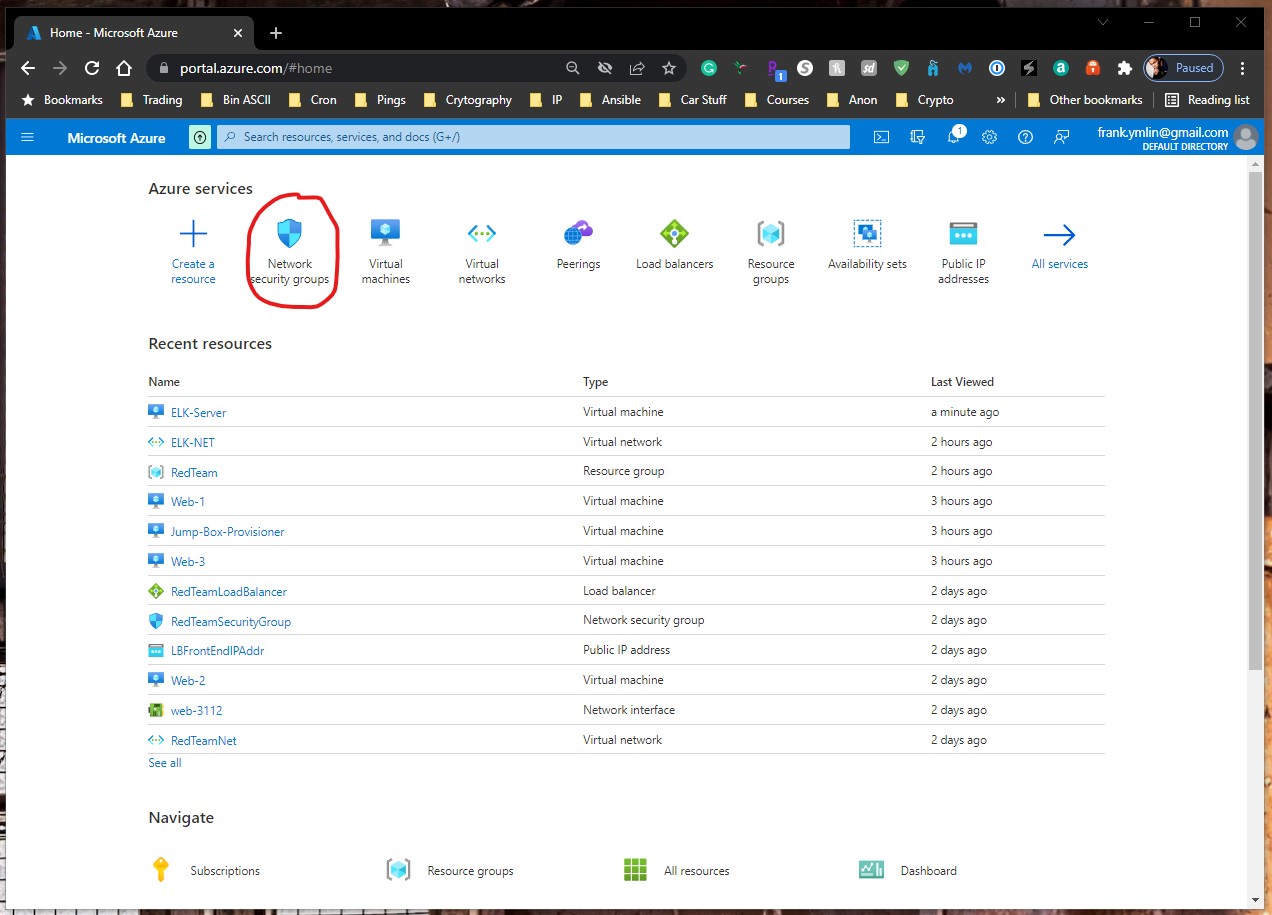 Home - Microsoft Azure
portal.azure.com/#home
1
Paused
Bookmarks Trading Bin ASCII Cron Pings Crytography IP Ansible Car Stuff Courses Anon Crypto » Other bookmarks Reading list
Microsoft Azure
Search resources, services, and docs (G+/)
1
frank.ymlin@gmail.com
DEFAULT DIRECTORY
Azure services
Create a
resource
Network
security groups
Virtual
machines
Virtual
networks
Peerings
Load balancers
Resource
groups
Availability sets
Public IP
addresses
All services
Recent resources
Name Type Last Viewed
ELK-Server Virtual machine a minute ago
ELK-NET Virtual network 2 hours ago
RedTeam Resource group 2 hours ago
Web-1 Virtual machine 3 hours ago
Jump-Box-Provisioner Virtual machine 3 hours ago
Web-3 Virtual machine 3 hours ago
RedTeamLoadBalancer Load balancer 2 days ago
RedTeamSecurityGroup Network security group 2 days ago
LBFrontEndIPAddr Public IP address 2 days ago
Web-2 Virtual machine 2 days ago
web-3112 Network interface 2 days ago
RedTeamNet Virtual network 2 days ago
See all
Navigate
Subscriptions Resource groups All resources Dashboard